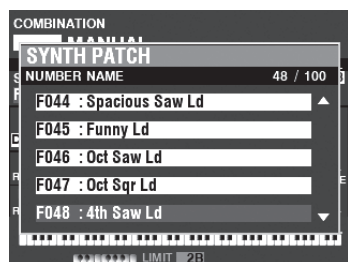 COMBINATION
MANUAL
SYNTH PATCH
NUMBER NAME 48 / 100
F044 : Spacious Saw Ld
F045 : Funny Ld
F046 : Oct Saw Ld
F047 : Oct Sqr Ld
F048 : 4th Saw Ld
LIMIT 2B